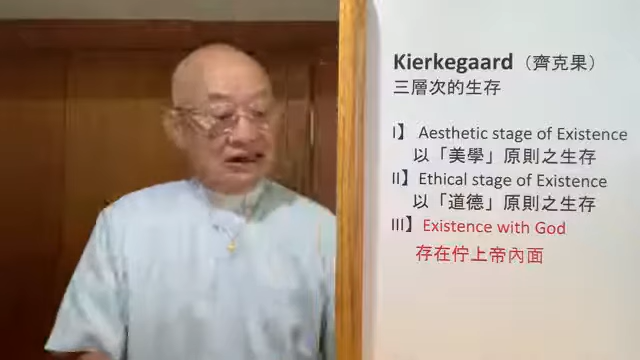 Kierkegaard（齊克果）
三層次的生存
I】 Aesthetic stage of Existence
以「美學」原則之生存
II】Ethical stage of Existence
以「道德」原則之生存
III】Existence with God
存在佇上帝內面